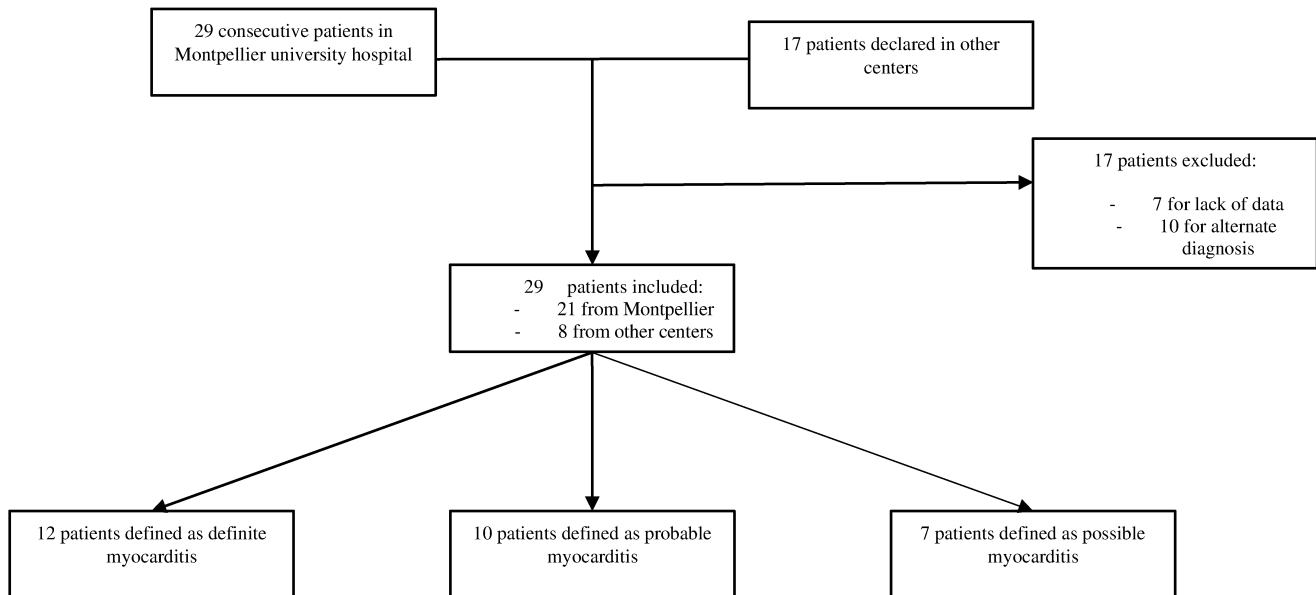 29 consecutive patients in
Montpellier university hospital
17 patients declared in other
centers
17 patients excluded:
- 7 for lack of data
- 10 for alternate
diagnosis
29 patients included:
- 21 from Montpellier
- 8 from other centers
12 patients defined as definite
myocarditis
10 patients defined as probable
myocarditis
7 patients defined as possible
myocarditis